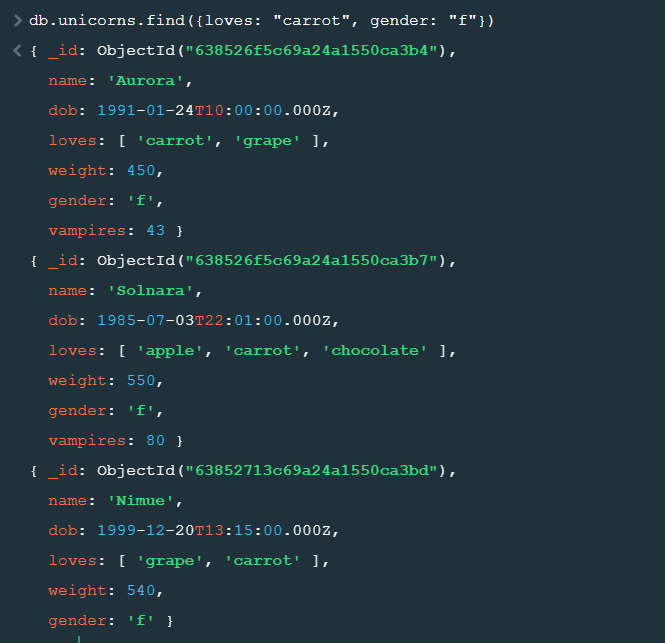 > db.unicorns.find({loves: "carrot", gender: "f"})
< { _id: ObjectId("638526f5c69a24a1550ca3b4"),
name: 'Aurora',
dob: 1991-01-24T10:00:00.000Z,
loves: [ 'carrot', 'grape' ],
weight: 450,
gender: 'f',
vampires: 43 }
{ _id: ObjectId("638526f5c69a24a1550ca3b7"),
name: 'Solnara',
dob: 1985-07-03T22:01:00.000Z,
loves: [ 'apple', 'carrot', 'chocolate' ],
weight: 550,
gender: 'f',
vampires: 80 }
{ _id: ObjectId("63852713c69a24a1550ca3bd"),
name: 'Nimue',
dob: 1999-12-20T13:15:00.000Z,
loves: [ 'grape', 'carrot' ],
weight: 540,
gender: 'f' }